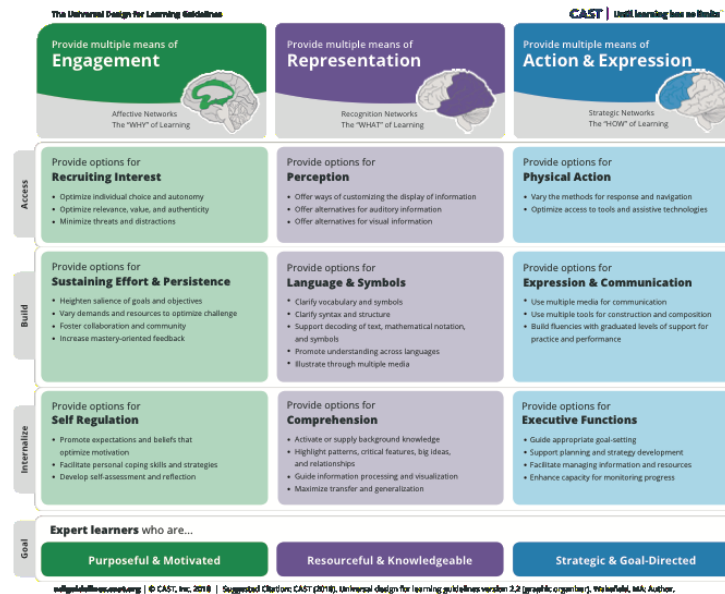 The Universal Design for Learning Guidelines
CAST | Until learning has no limits
Provide multiple means of
Engagement
Affective Networks
The "WHY" of Learning
Provide multiple means of
Representation
Recognition Networks
The "WHAT" of Learning
Provide multiple means of
Action & Expression
Strategic Networks
The "HOW" of Learning
Access
Provide options for
Recruiting Interest
• Optimize individual choice and autonomy
• Optimize relevance, value, and authenticity
• Minimize threats and distractions
Provide options for
Perception
• Offer ways of customizing the display of information
• Offer alternatives for auditory information
• Offer alternatives for visual information
Provide options for
Physical Action
• Vary the methods for response and navigation
• Optimize access to tools and assistive technologies
Build
Provide options for
Sustaining Effort & Persistence
• Heighten salience of goals and objectives
• Vary demands and resources to optimize challenge
• Foster collaboration and community
• Increase mastery-oriented feedback
Provide options for
Language & Symbols
• Clarify vocabulary and symbols
• Clarify syntax and structure
• Support decoding of text, mathematical notation,
and symbols
• Promote understanding across languages
• Illustrate through multiple media
Provide options for
Expression & Communication
• Use multiple media for communication
• Use multiple tools for construction and composition
• Build fluencies with graduated levels of support for
practice and performance
Internalize
Provide options for
Self Regulation
• Promote expectations and beliefs that
optimize motivation
• Facilitate personal coping skills and strategies
• Develop self-assessment and reflection
Provide options for
Comprehension
• Activate or supply background knowledge
• Highlight patterns, critical features, big ideas,
and relationships
• Guide information processing and visualization
• Maximize transfer and generalization
Provide options for
Executive Functions
• Guide appropriate goal-setting
• Support planning and strategy development
• Facilitate managing information and resources
• Enhance capacity for monitoring progress
Goal
Expert learners who are...
Purposeful & Motivated
Resourceful & Knowledgeable
Strategic & Goal-Directed
udlguidelines.cast.org | © CAST, Inc. 2018 | Suggested Citation: CAST (2018). Universal design for learning guidelines version 2.2 [graphic organizer]. Wakefield, MA: Author.